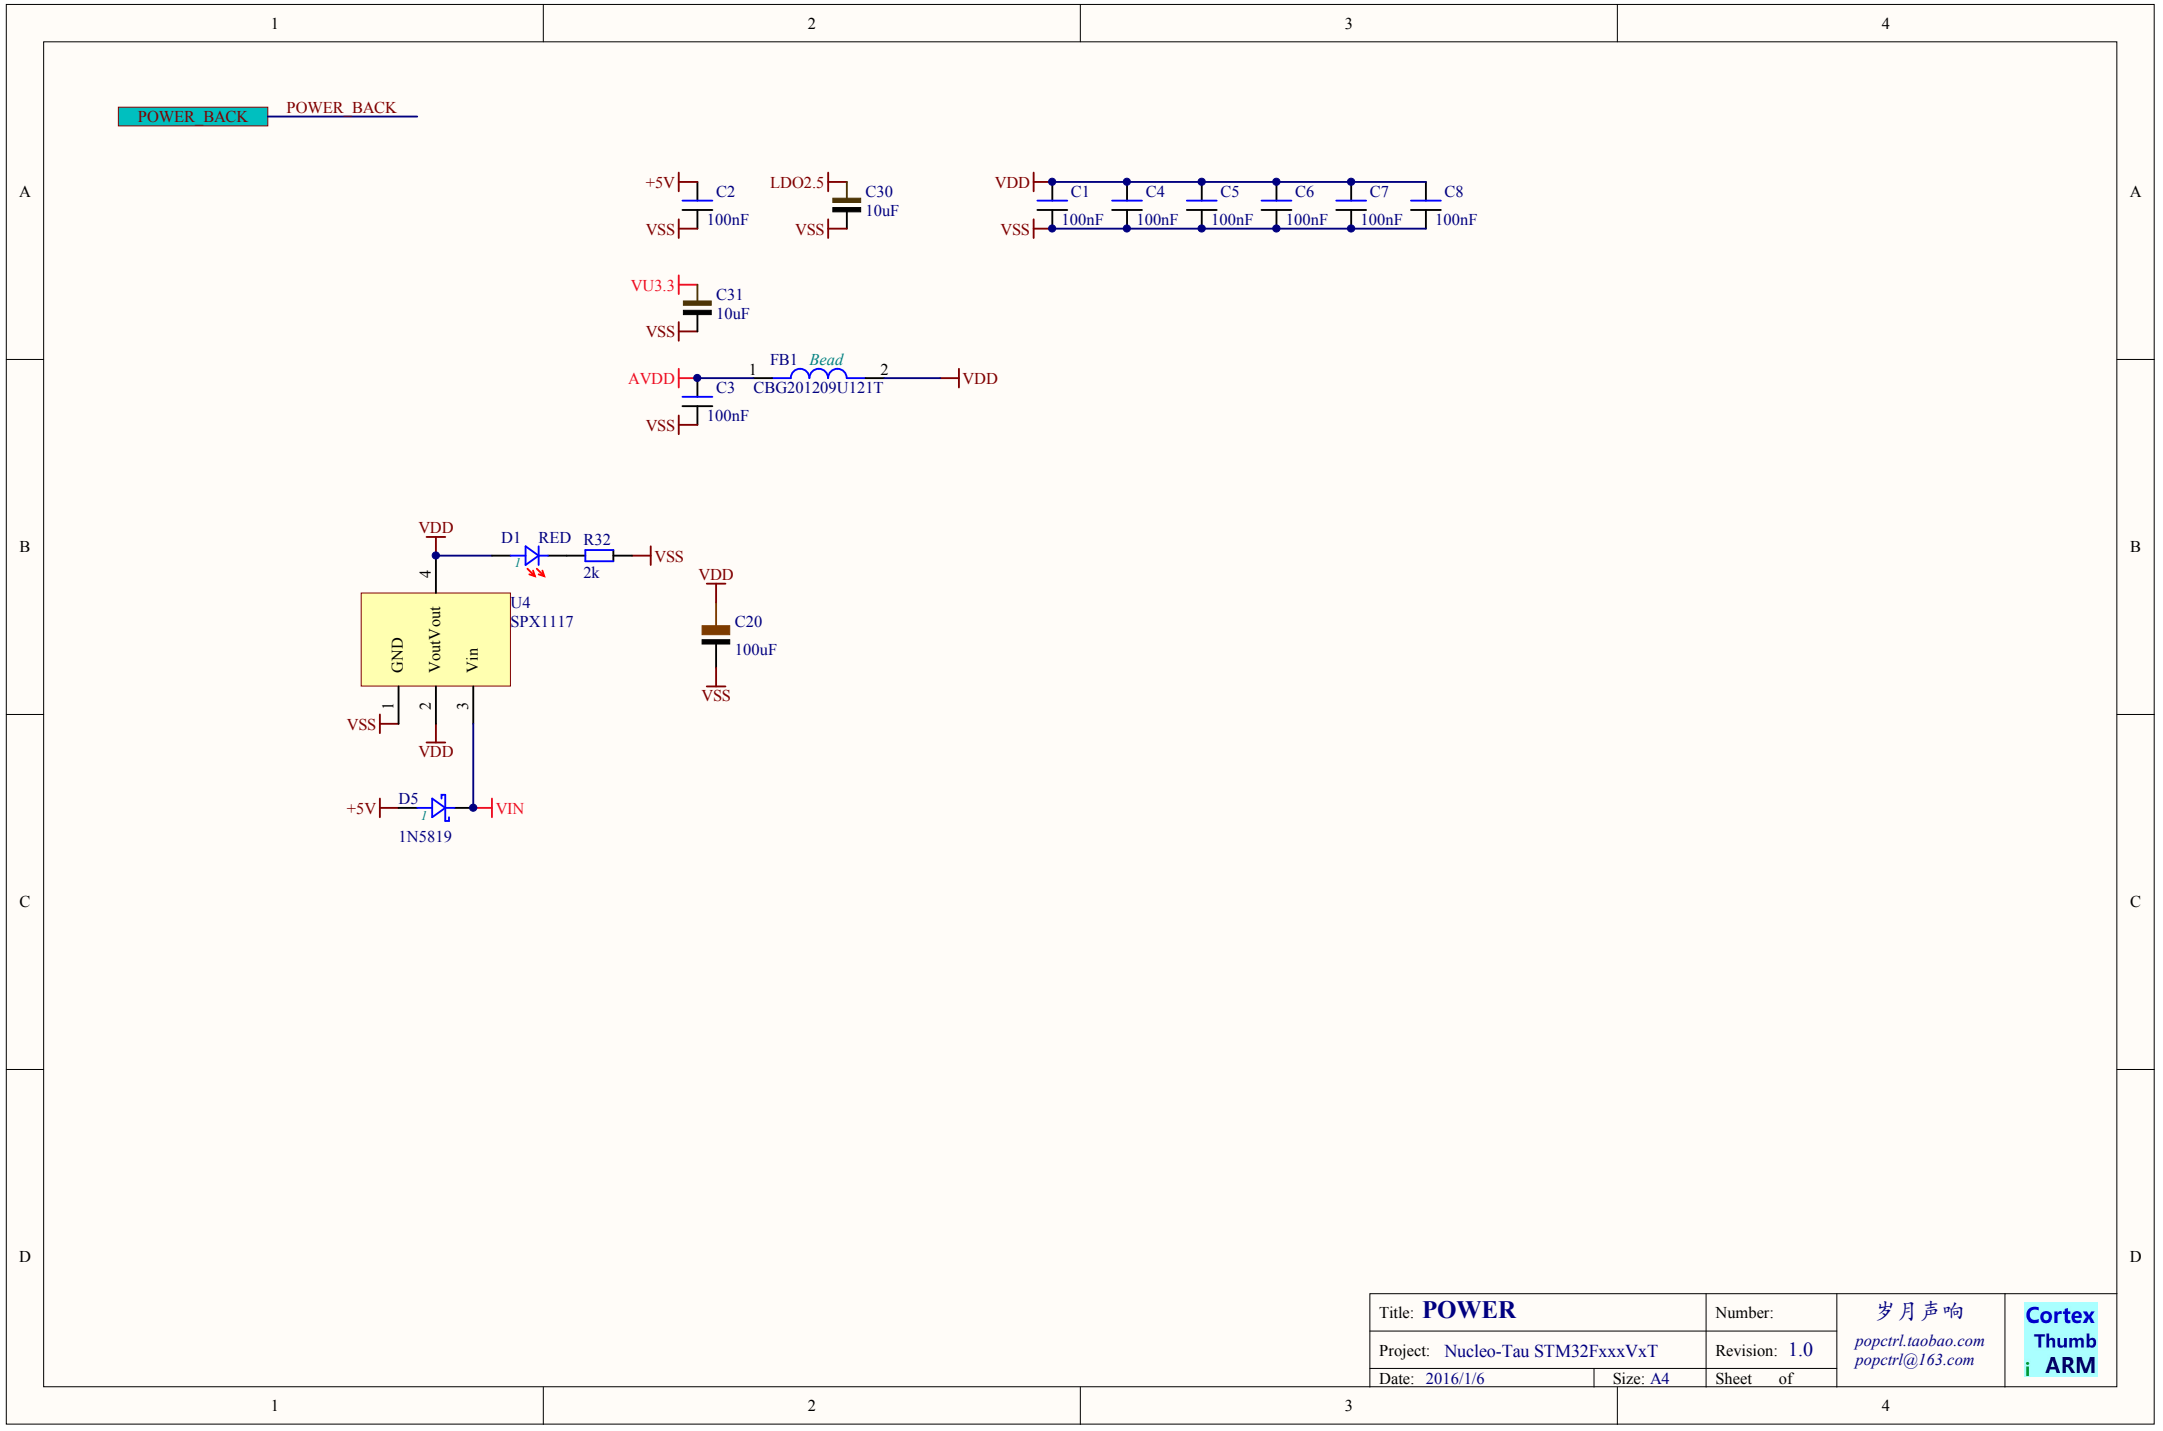 1 2 3 4
POWER_BACK POWER_BACK
A A
+5V C2 100nF VSS
LDO2.5 C30 10uF VSS
VDD C1 C4 C5 C6 C7 C8
100nF 100nF 100nF 100nF 100nF 100nF
VSS
VU3.3 C31
10uF
VSS
FB1 Bead
AVDD 1 2 VDD
C3 CBG201209U121T
100nF
VSS
B B
VDD
D1 RED R32
1 VSS
2k
4
U4
SPX1117
GND VoutVout Vin
1 2 3
VSS
VDD
VDD
C20
100uF
VSS
+5V D5 1 VIN
1N5819
C C
D D
Title: POWER
Number:
Project: Nucleo-Tau STM32FxxxVxT
Revision: 1.0
Date: 2016/1/6
Size: A4
Sheet of
岁月声响
popctrl.taobao.com
popctrl@163.com
Cortex
Thumb
i ARM
1 2 3 4